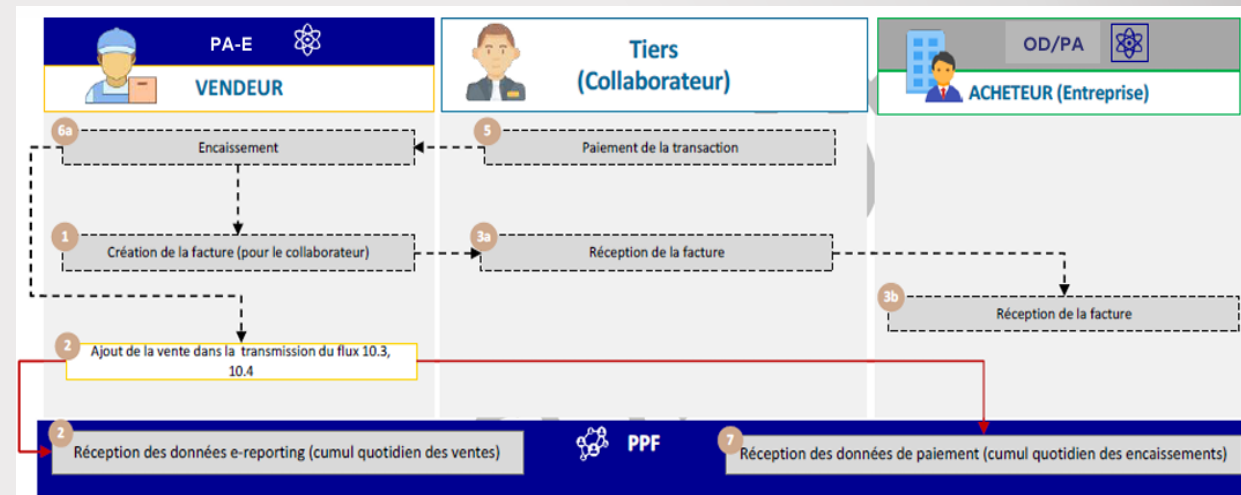 PA-E
VENDEUR
Tiers
(Collaborateur)
OD/PA
ACHETEUR (Entreprise)
6a
Encaissement
5
Paiement de la transaction
1
Création de la facture (pour le collaborateur)
3a
Réception de la facture
3b
Réception de la facture
2
Ajout de la vente dans la transmission du flux 10.3,
10.4
2
Réception des données e-reporting (cumul quotidien des ventes)
PPF
7
Réception des données de paiement (cumul quotidien des encaissements)